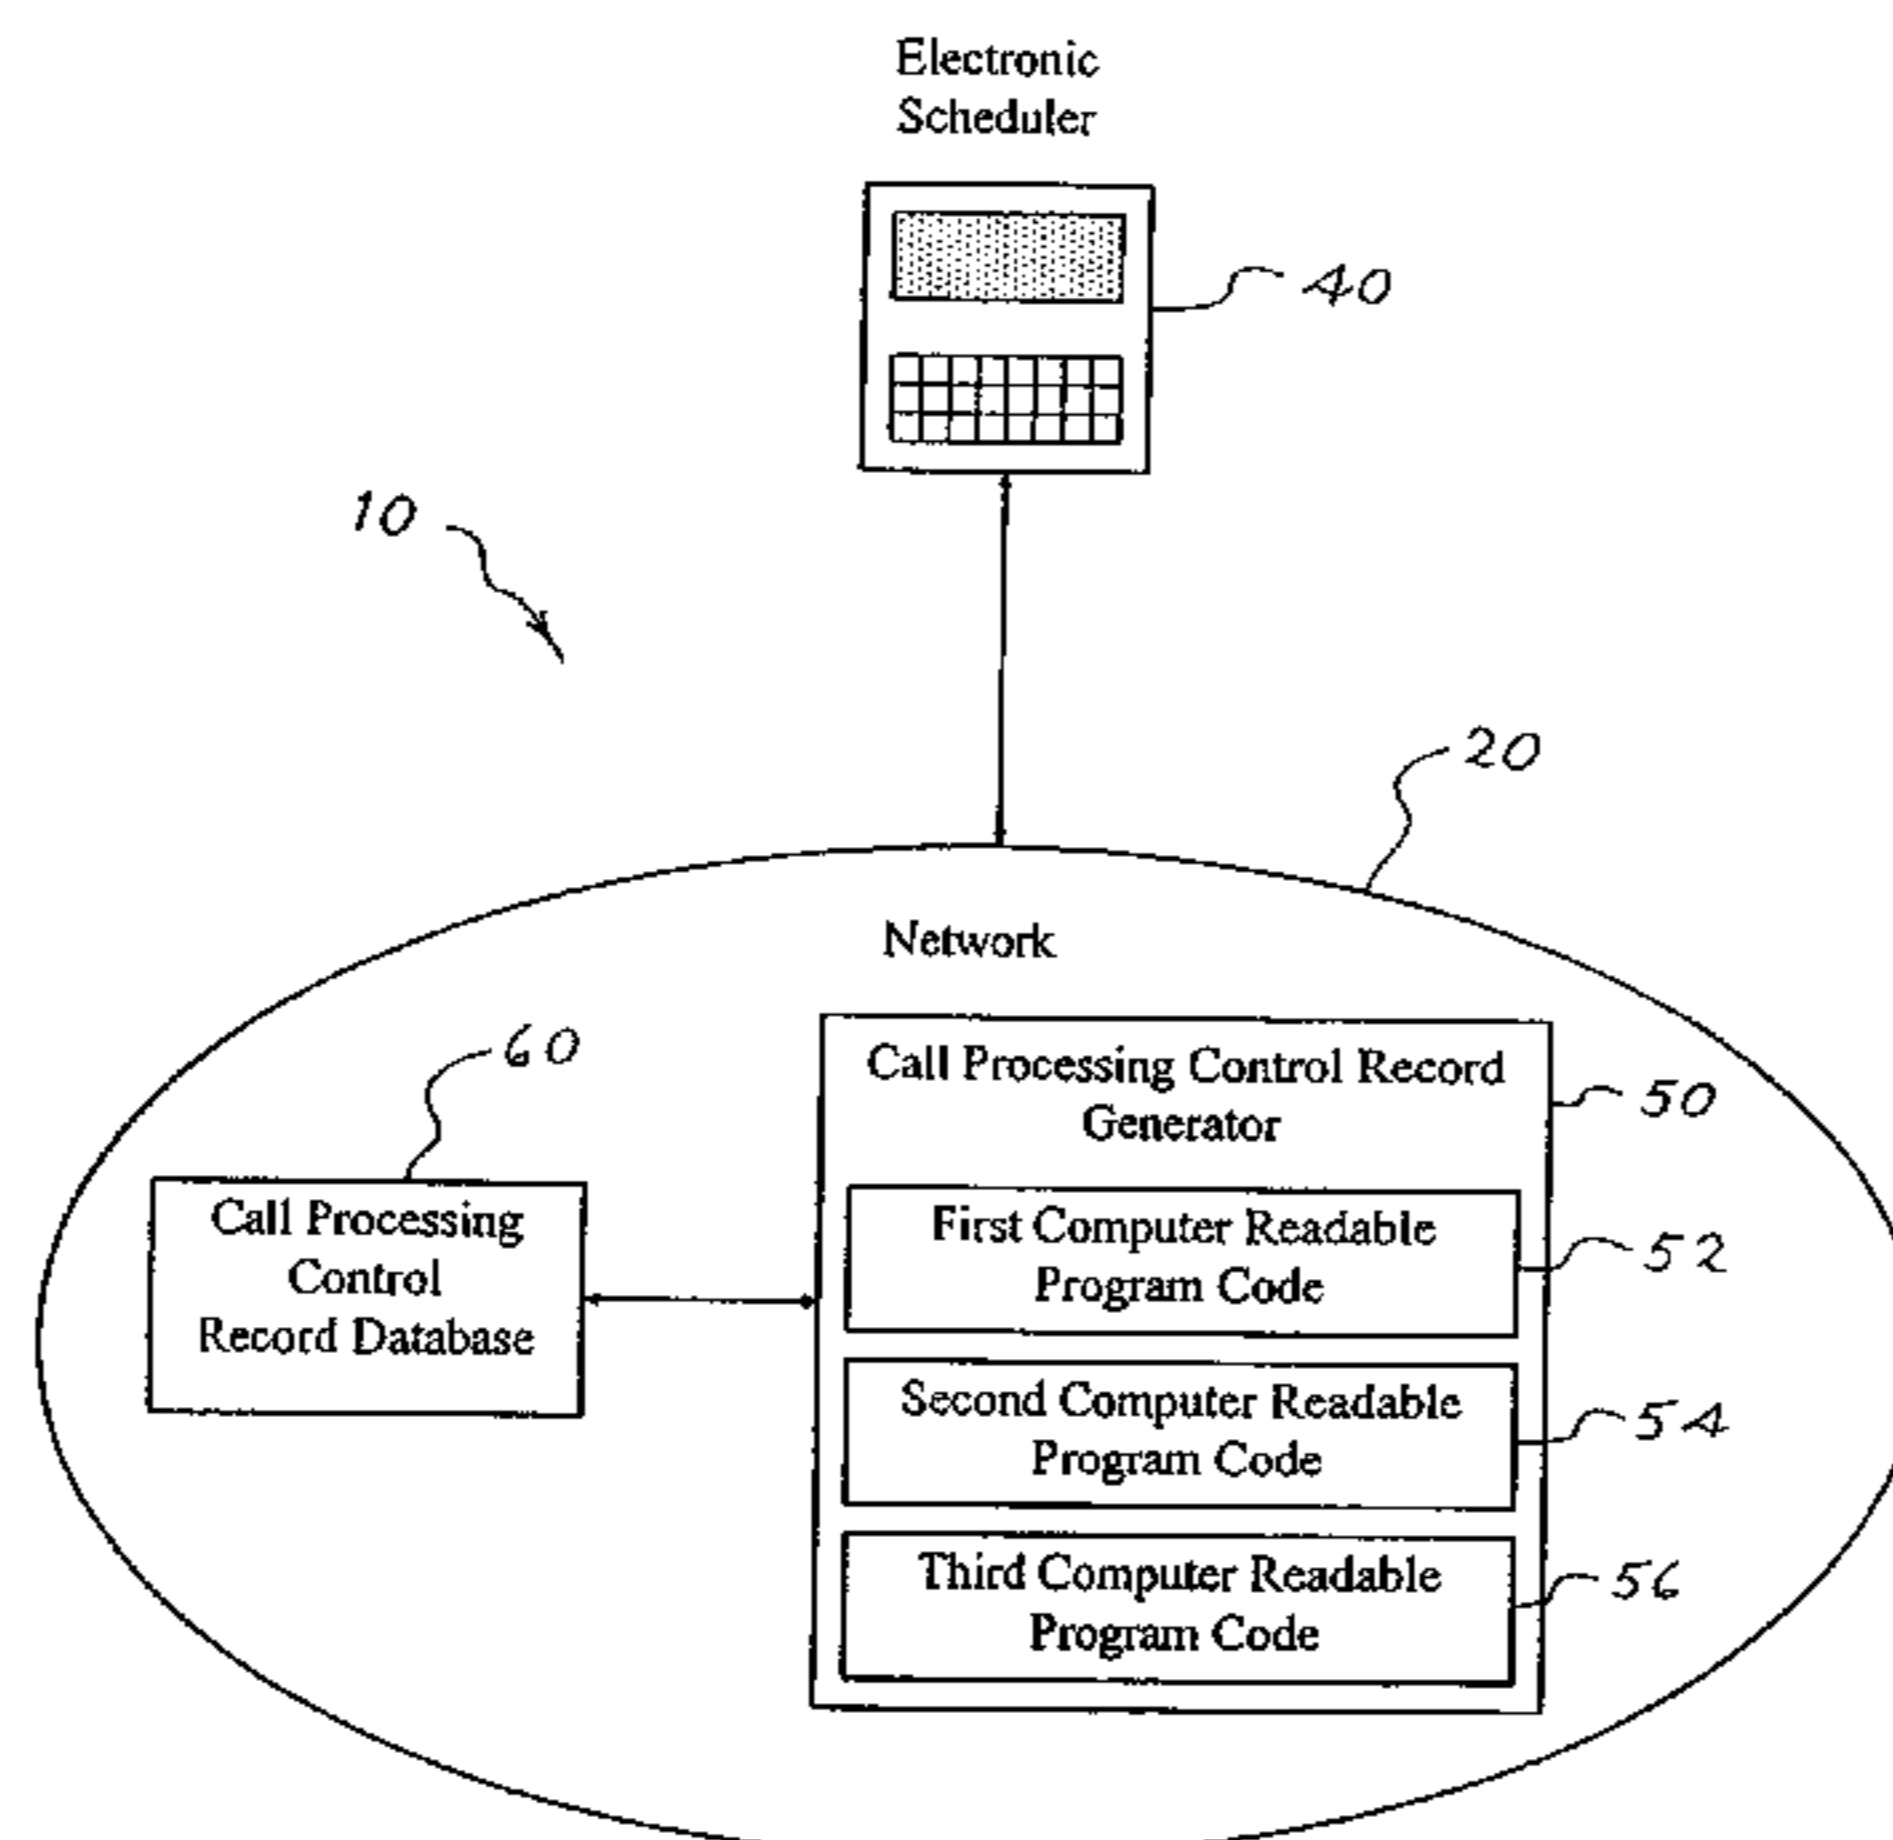 Electronic
Scheduler
40
10
20
Network
60
Call Processing Control Record
Generator
50
Call Processing
Control
Record Database
First Computer Readable
Program Code
52
Second Computer Readable
Program Code
54
Third Computer Readable
Program Code
56